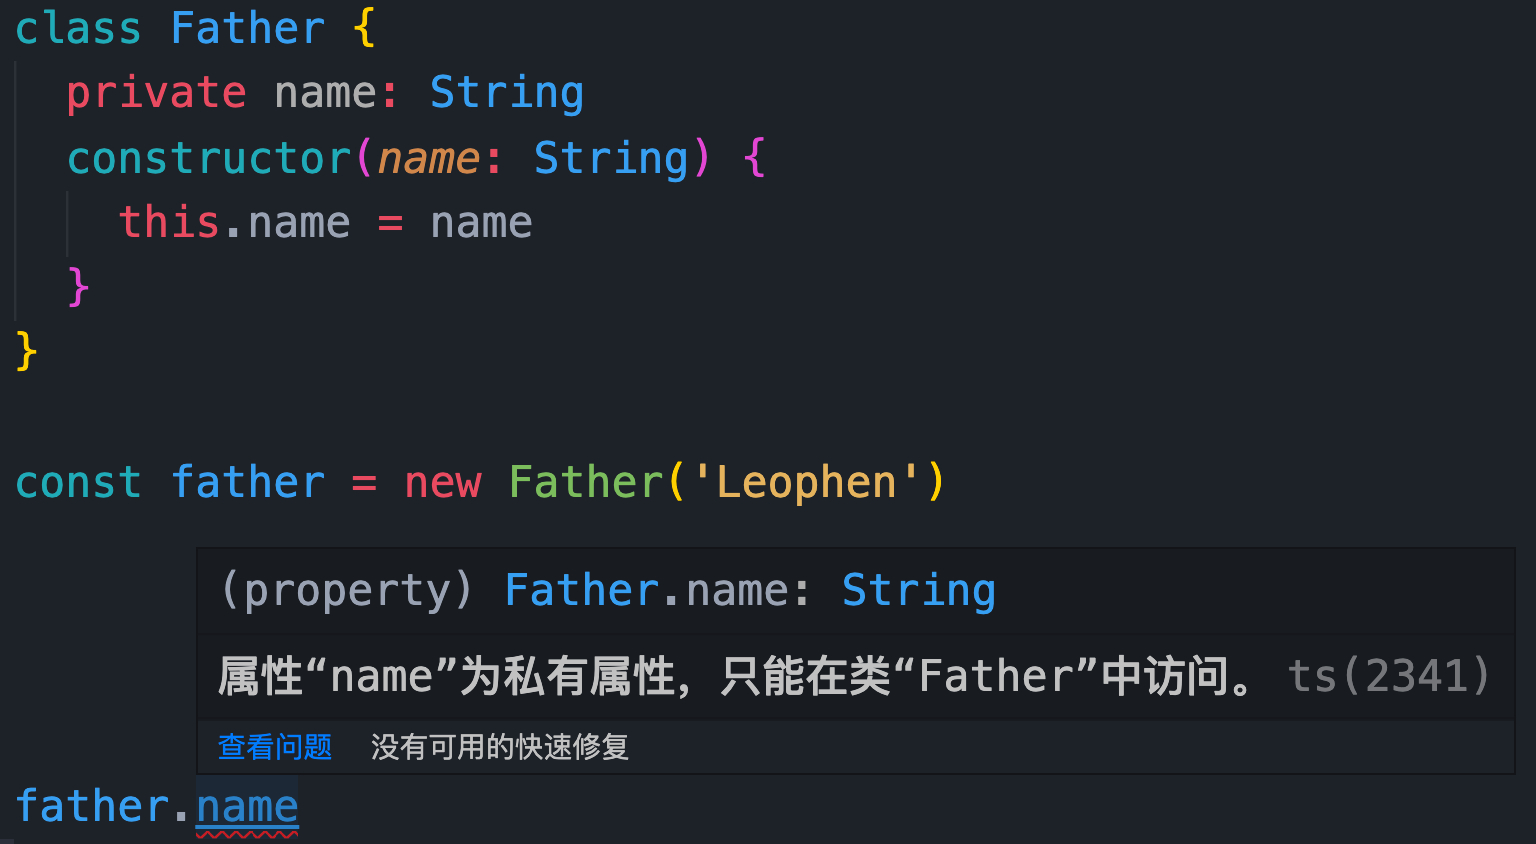 class Father {
  private name: String
  constructor(name: String) {
    this.name = name
  }
}
const father = new Father('Leophen')
(property) Father.name: String
属性“name”为私有属性，只能在类“Father”中访问。 ts(2341)
查看问题 没有可用的快速修复
father.name